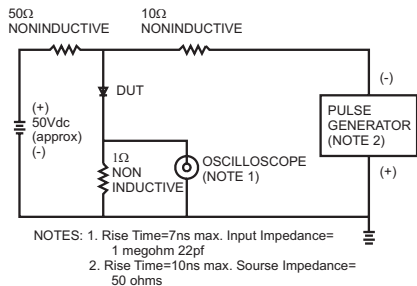 50Ω
NONINDUCTIVE
10Ω
NONINDUCTIVE
DUT
(+)
50Vdc
(approx)
(-)
1Ω
NON
INDUCTIVE
OSCILLOSCOPE
(NOTE 1)
(-)
PULSE
GENERATOR
(NOTE 2)
(+)
NOTES: 1. Rise Time=7ns max. Input Impedance=
1 megohm 22pf
2. Rise Time=10ns max. Sourse Impedance=
50 ohms